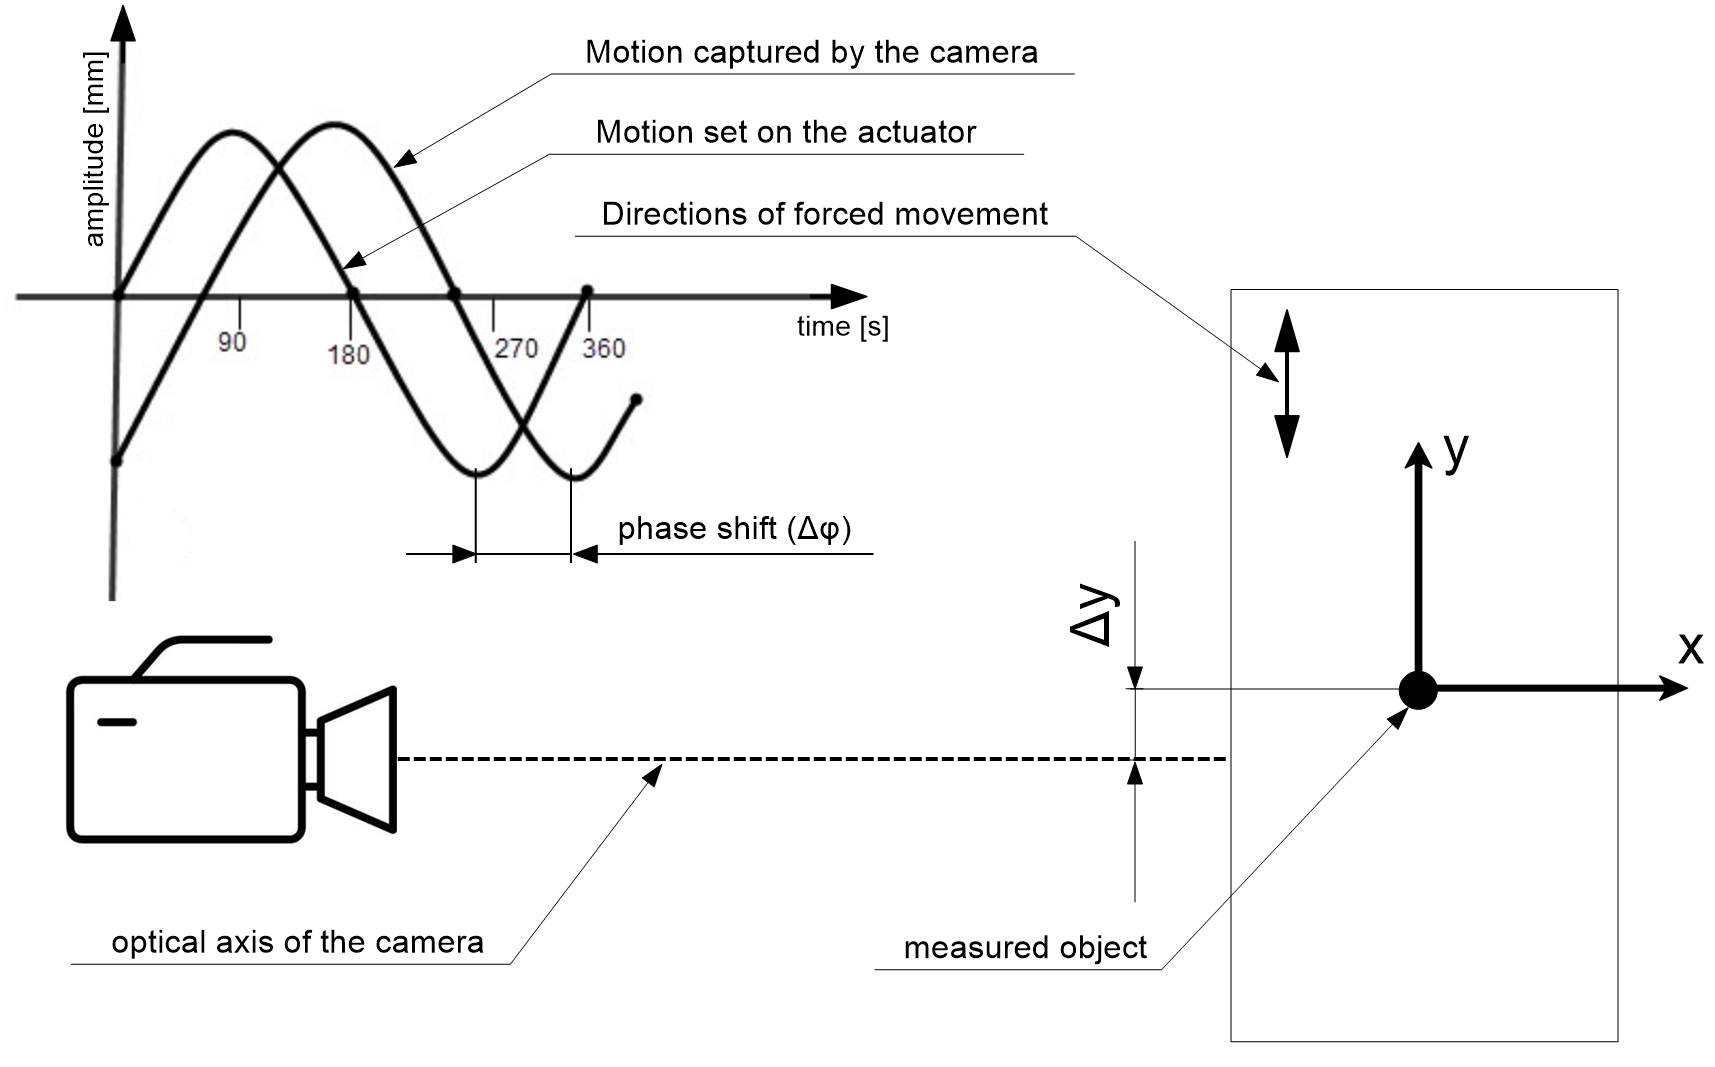 Motion captured by the camera
amplitude [mm]
Motion set on the actuator
Directions of forced movement
time [s]
90
180
270
360
y
phase shift (Δφ)
Δy
x
optical axis of the camera
measured object